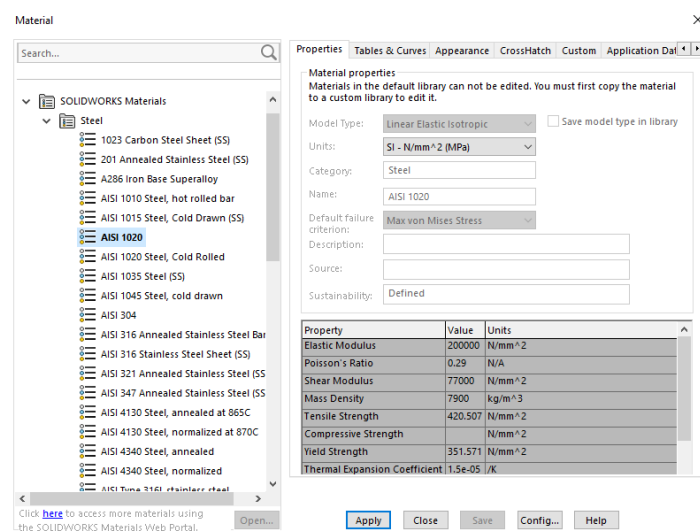 Material
Search...
SOLIDWORKS Materials
Steel
1023 Carbon Steel Sheet (SS)
201 Annealed Stainless Steel (SS)
A286 Iron Base Superalloy
AISI 1010 Steel, hot rolled bar
AISI 1015 Steel, Cold Drawn (SS)
AISI 1020
AISI 1020 Steel, Cold Rolled
AISI 1035 Steel (SS)
AISI 1045 Steel, cold drawn
AISI 304
AISI 316 Annealed Stainless Steel Bar
AISI 316 Stainless Steel Sheet (SS)
AISI 321 Annealed Stainless Steel (SS
AISI 347 Annealed Stainless Steel (SS
AISI 4130 Steel, annealed at 865C
AISI 4130 Steel, normalized at 870C
AISI 4340 Steel, annealed
AISI 4340 Steel, normalized
AISI Type 316L stainless steel
Click here to access more materials using
the SOLIDWORKS Materials Web Portal.
Open...
Properties Tables & Curves Appearance CrossHatch Custom Application Dat
Material properties
Materials in the default library can not be edited. You must first copy the material
to a custom library to edit it.
Model Type: Linear Elastic Isotropic Save model type in library
Units: SI - N/mm^2 (MPa)
Category: Steel
Name: AISI 1020
Default failure
criterion: Max von Mises Stress
Description:
Source:
Sustainability: Defined
Property Value Units
Elastic Modulus 200000 N/mm^2
Poisson's Ratio 0.29 N/A
Shear Modulus 77000 N/mm^2
Mass Density 7900 kg/m^3
Tensile Strength 420.507 N/mm^2
Compressive Strength N/mm^2
Yield Strength 351.571 N/mm^2
Thermal Expansion Coefficient 1.5e-05 /K
Apply Close Save Config... Help